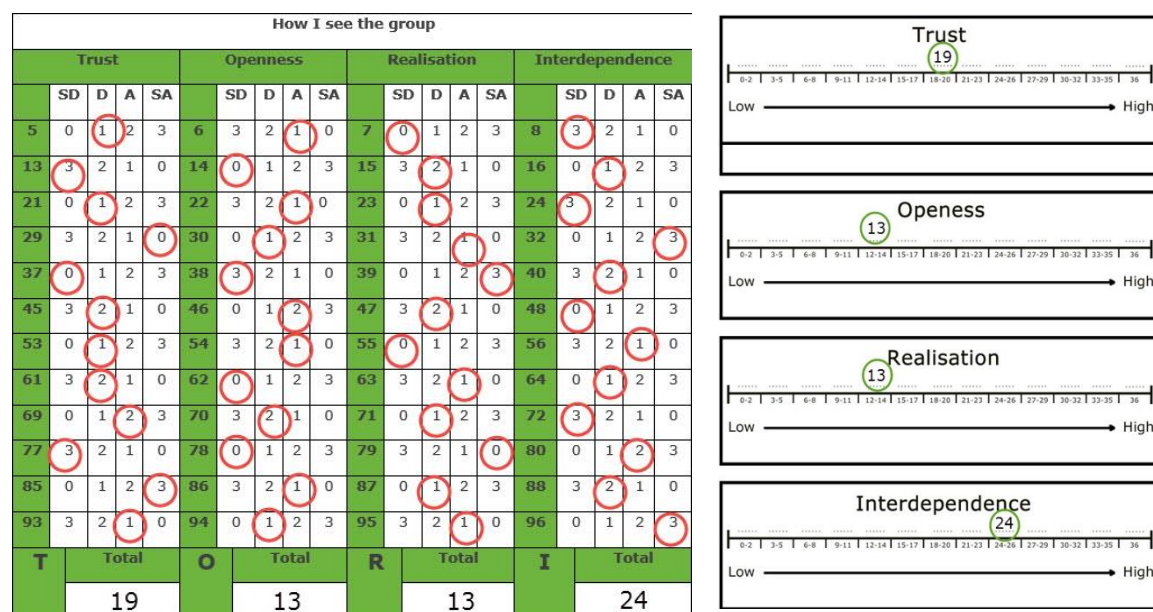 How I see the group
Trust Openness Realisation Interdependence
SD D A SA SD D A SA SD D A SA SD D A SA
5 0 1 2 3 6 3 2 1 0 7 0 1 2 3 8 3 2 1 0
13 3 2 1 0 14 0 1 2 3 15 3 2 1 0 16 0 1 2 3
21 0 1 2 3 22 3 2 1 0 23 0 1 2 3 24 3 2 1 0
29 3 2 1 0 30 0 1 2 3 31 3 2 1 0 32 0 1 2 3
37 0 1 2 3 38 3 2 1 0 39 0 1 2 3 40 3 2 1 0
45 3 2 1 0 46 0 1 2 3 47 3 2 1 0 48 0 1 2 3
53 0 1 2 3 54 3 2 1 0 55 0 1 2 3 56 3 2 1 0
61 3 2 1 0 62 0 1 2 3 63 3 2 1 0 64 0 1 2 3
69 0 1 2 3 70 3 2 1 0 71 0 1 2 3 72 3 2 1 0
77 3 2 1 0 78 0 1 2 3 79 3 2 1 0 80 0 1 2 3
85 0 1 2 3 86 3 2 1 0 87 0 1 2 3 88 3 2 1 0
93 3 2 1 0 94 0 1 2 3 95 3 2 1 0 96 0 1 2 3
T Total O Total R Total I Total
19 13 13 24
Trust
19
0-2 3-5 6-8 9-11 12-14 15-17 18-20 21-23 24-26 27-29 30-32 33-35 36
Low High
Openess
13
0-2 3-5 6-8 9-11 12-14 15-17 18-20 21-23 24-26 27-29 30-32 33-35 36
Low High
Realisation
13
0-2 3-5 6-8 9-11 12-14 15-17 18-20 21-23 24-26 27-29 30-32 33-35 36
Low High
Interdependence
24
0-2 3-5 6-8 9-11 12-14 15-17 18-20 21-23 24-26 27-29 30-32 33-35 36
Low High